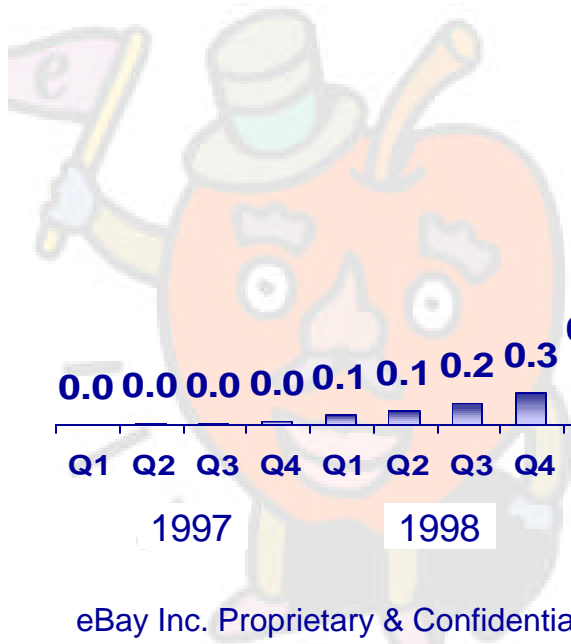 e
0.0 0.0 0.0 0.0 0.1 0.1 0.2 0.3
Q1 Q2 Q3 Q4 Q1 Q2 Q3 Q4
1997 1998
eBay Inc. Proprietary & Confidentia